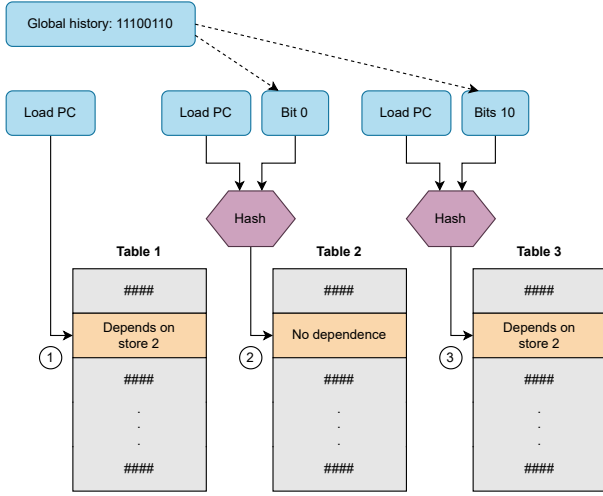 Global history: 11100110
Load PC
Load PC
Bit 0
Load PC
Bits 10
Hash
Hash
Table 1
Table 2
Table 3
####
####
####
Depends on
store 2
No dependence
Depends on
store 2
1
2
3
####
####
####
.
.
.
.
.
.
.
.
.
####
####
####